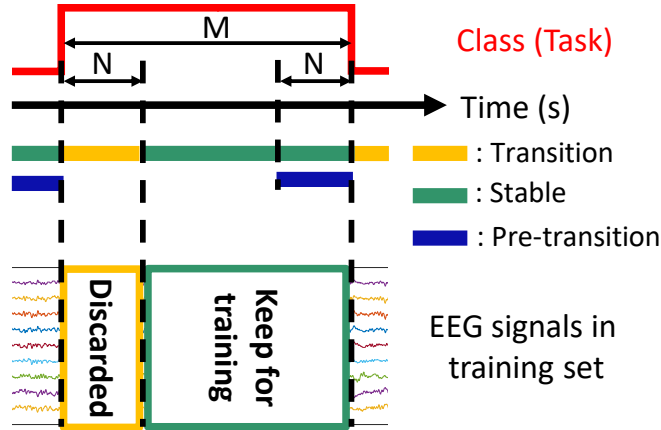 M
Class (Task)
N
N
Time (s)
: Transition
: Stable
: Pre-transition
Discarded
Keep for
training
EEG signals in
training set